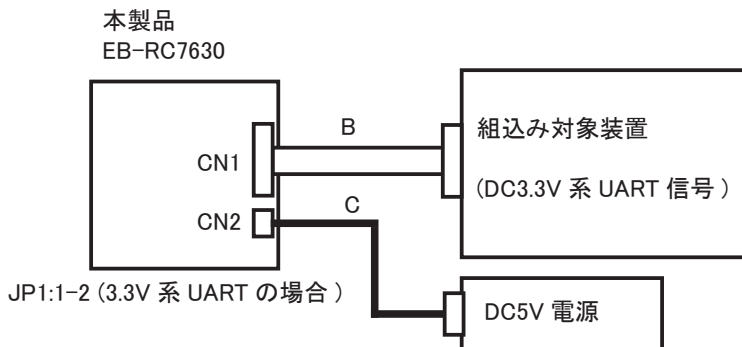 本製品
EB-RC7630
B
組込み対象装置
CN1
(DC3.3V 系 UART 信号 )
CN2
C
JP1:1-2 (3.3V 系 UART の場合 )
DC5V 電源